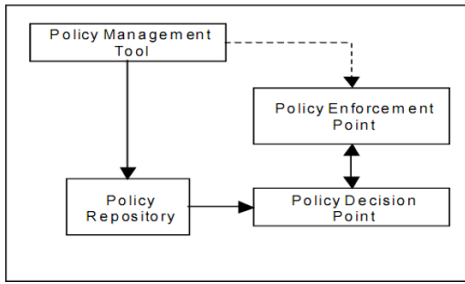 Policy Management
Tool
Policy Enforcement
Point
Policy
Repository
Policy Decision
Point